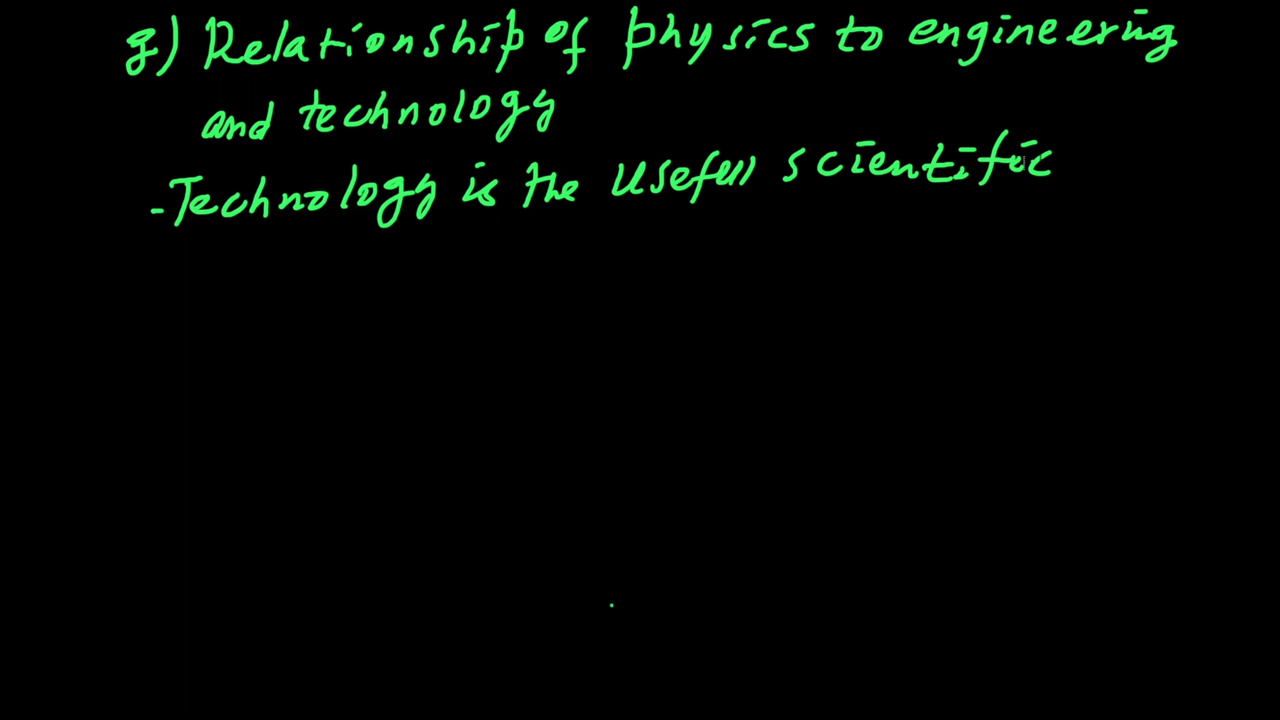 g) Relationship of physics to engineering
and technology
- Technology is the usefull scientific